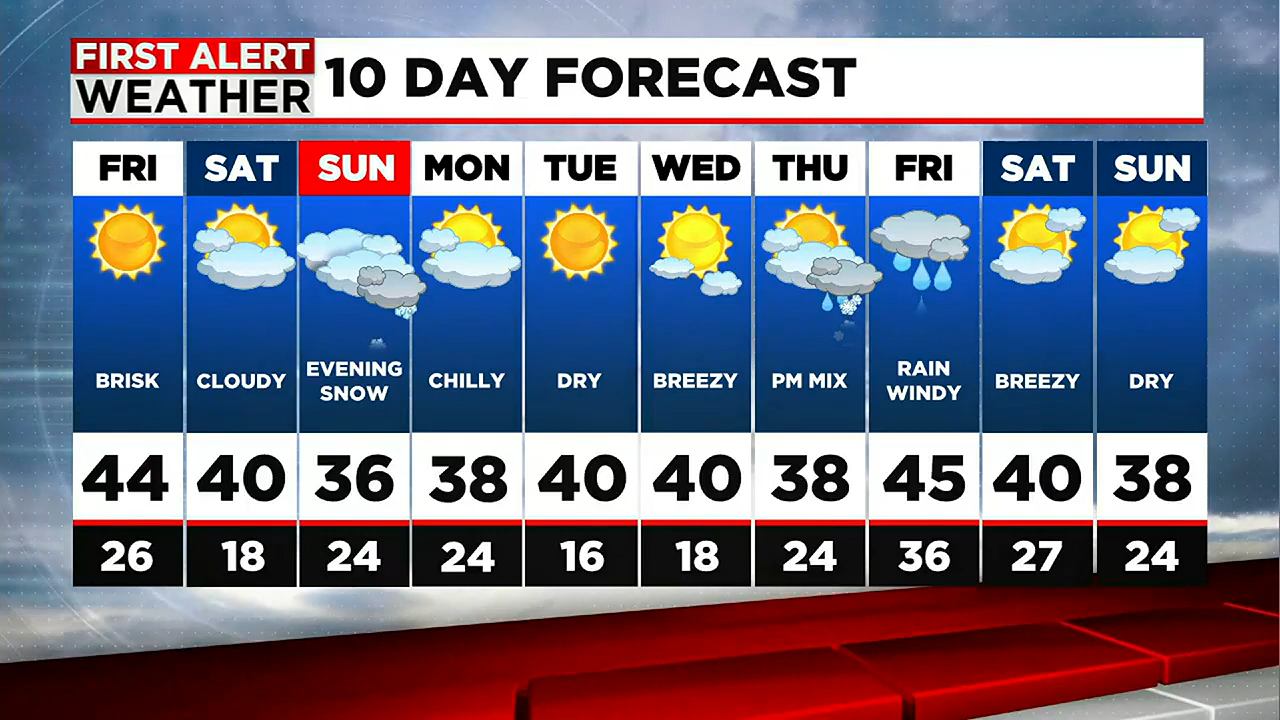 FIRST ALERT
WEATHER
10 DAY FORECAST
FRI SAT SUN MON TUE WED THU FRI SAT SUN
BRISK CLOUDY EVENING SNOW CHILLY DRY BREEZY PM MIX RAIN WINDY BREEZY DRY
44 40 36 38 40 40 38 45 40 38
26 18 24 24 16 18 24 36 27 24